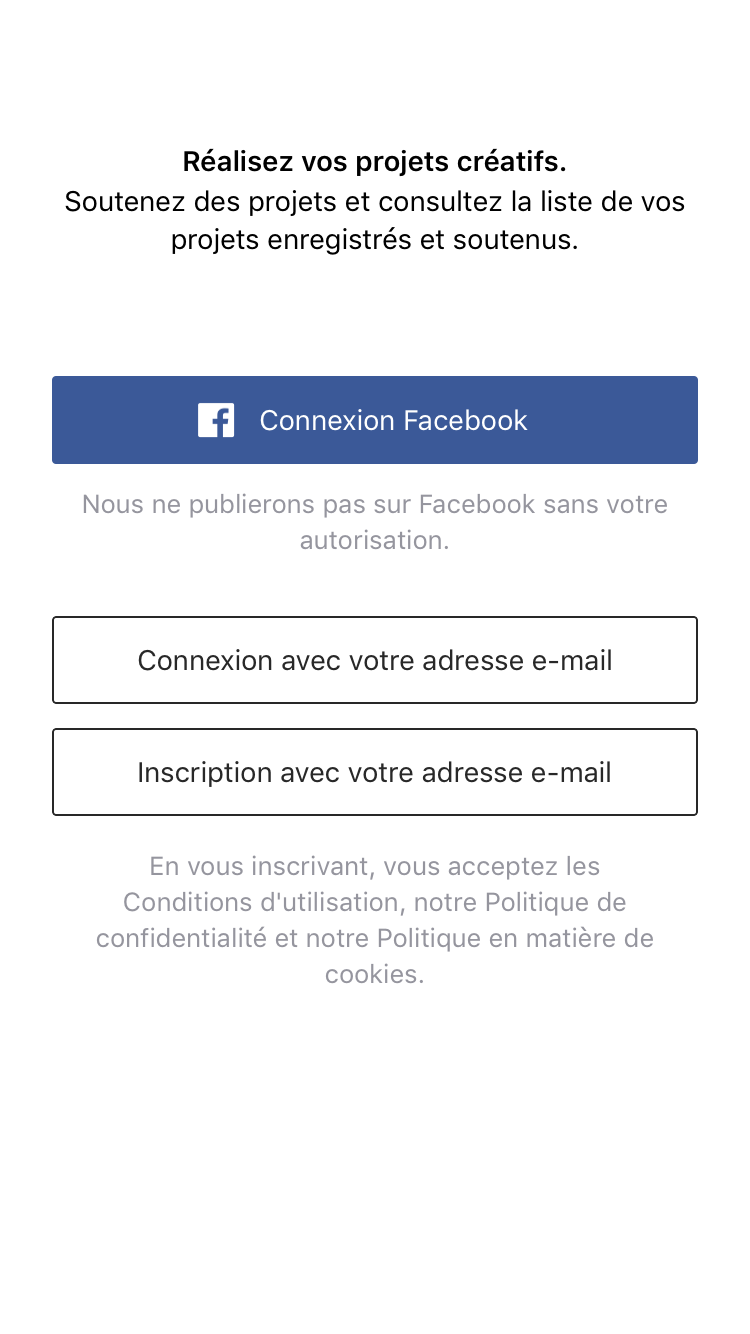 Réalisez vos projets créatifs.
Soutenez des projets et consultez la liste de vos
projets enregistrés et soutenus.
Connexion Facebook
Nous ne publierons pas sur Facebook sans votre
autorisation.
Connexion avec votre adresse e-mail
Inscription avec votre adresse e-mail
En vous inscrivant, vous acceptez les
Conditions d'utilisation, notre Politique de
confidentialité et notre Politique en matière de
cookies.